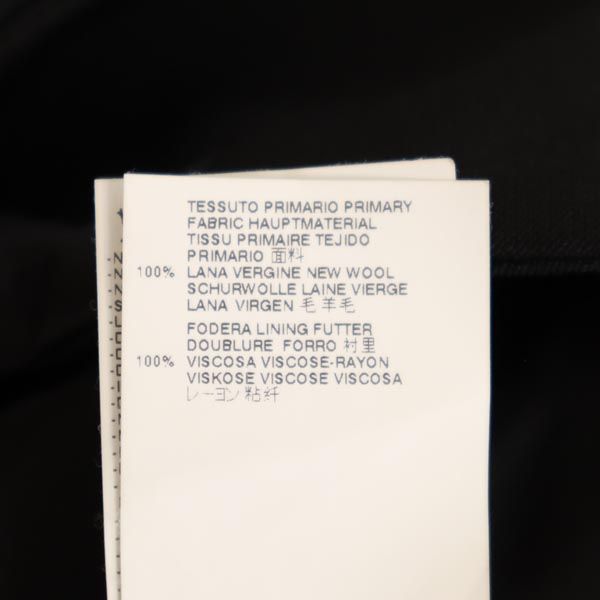 TESSUTO PRIMARIO PRIMARY
FABRIC HAUPTMATERIAL
TISSU PRIMAIRE TEJIDO
PRIMARIO 面料
100% LANA VERGINE NEW WOOL
SCHURWOLLE LAINE VIERGE
LANA VIRGEN 毛 羊毛
FODERA LINING FUTTER
DOUBLURE FORRO 村里
100% VISCOSA VISCOSE-RAYON
VISKOSE VISCOSE VISCOSA
レーヨン 粘纤